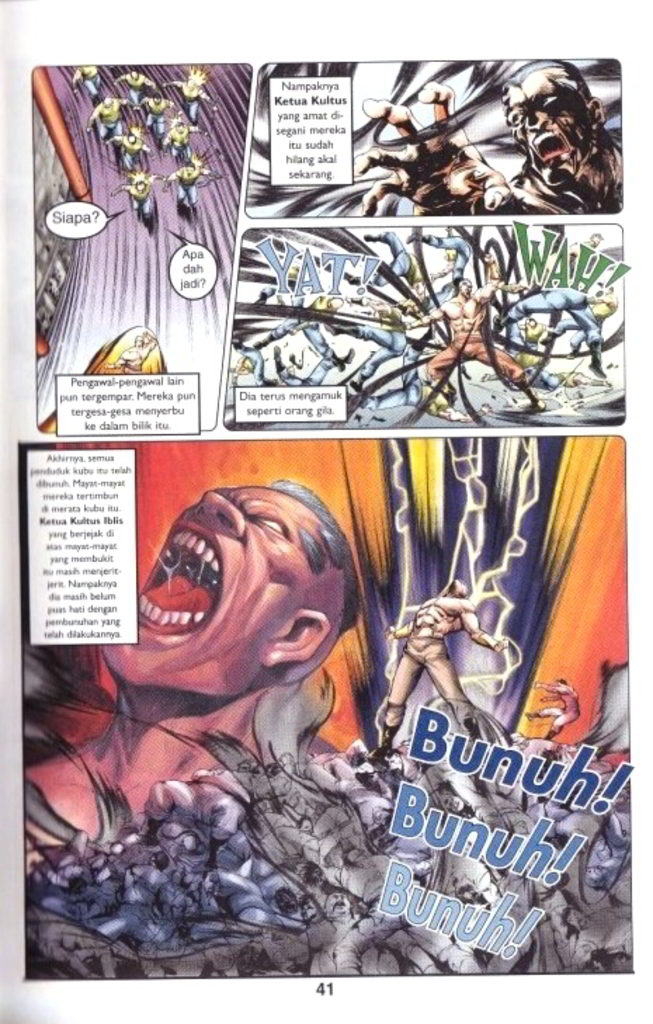 Siapa?
Apa
dah
jadi?
Pengawal-pengawal lain
pun tergempar. Mereka pun
tergesa-gesa menyerbu
ke dalam bilik itu.
Nampaknya
Ketua Kultus
yang amat di-
segani mereka
itu sudah
hilang akal
sekarang.
YAT!
WAH!
Dia terus mengamuk
seperti orang gila.
Akhirnya, semua
penduduk kubu itu telah
dibunuh. Mayat-mayat
mereka tertimbun
di merata kubu itu.
Ketua Kultus Iblis
yang berjejak di
atas mayat-mayat
yang membukit
itu masih menjerit-
jerit. Nampaknya
dia masih belum
puas hati dengan
pembunuhan yang
telah dilakukannya.
Bunuh!
Bunuh!
Bunuh!
41